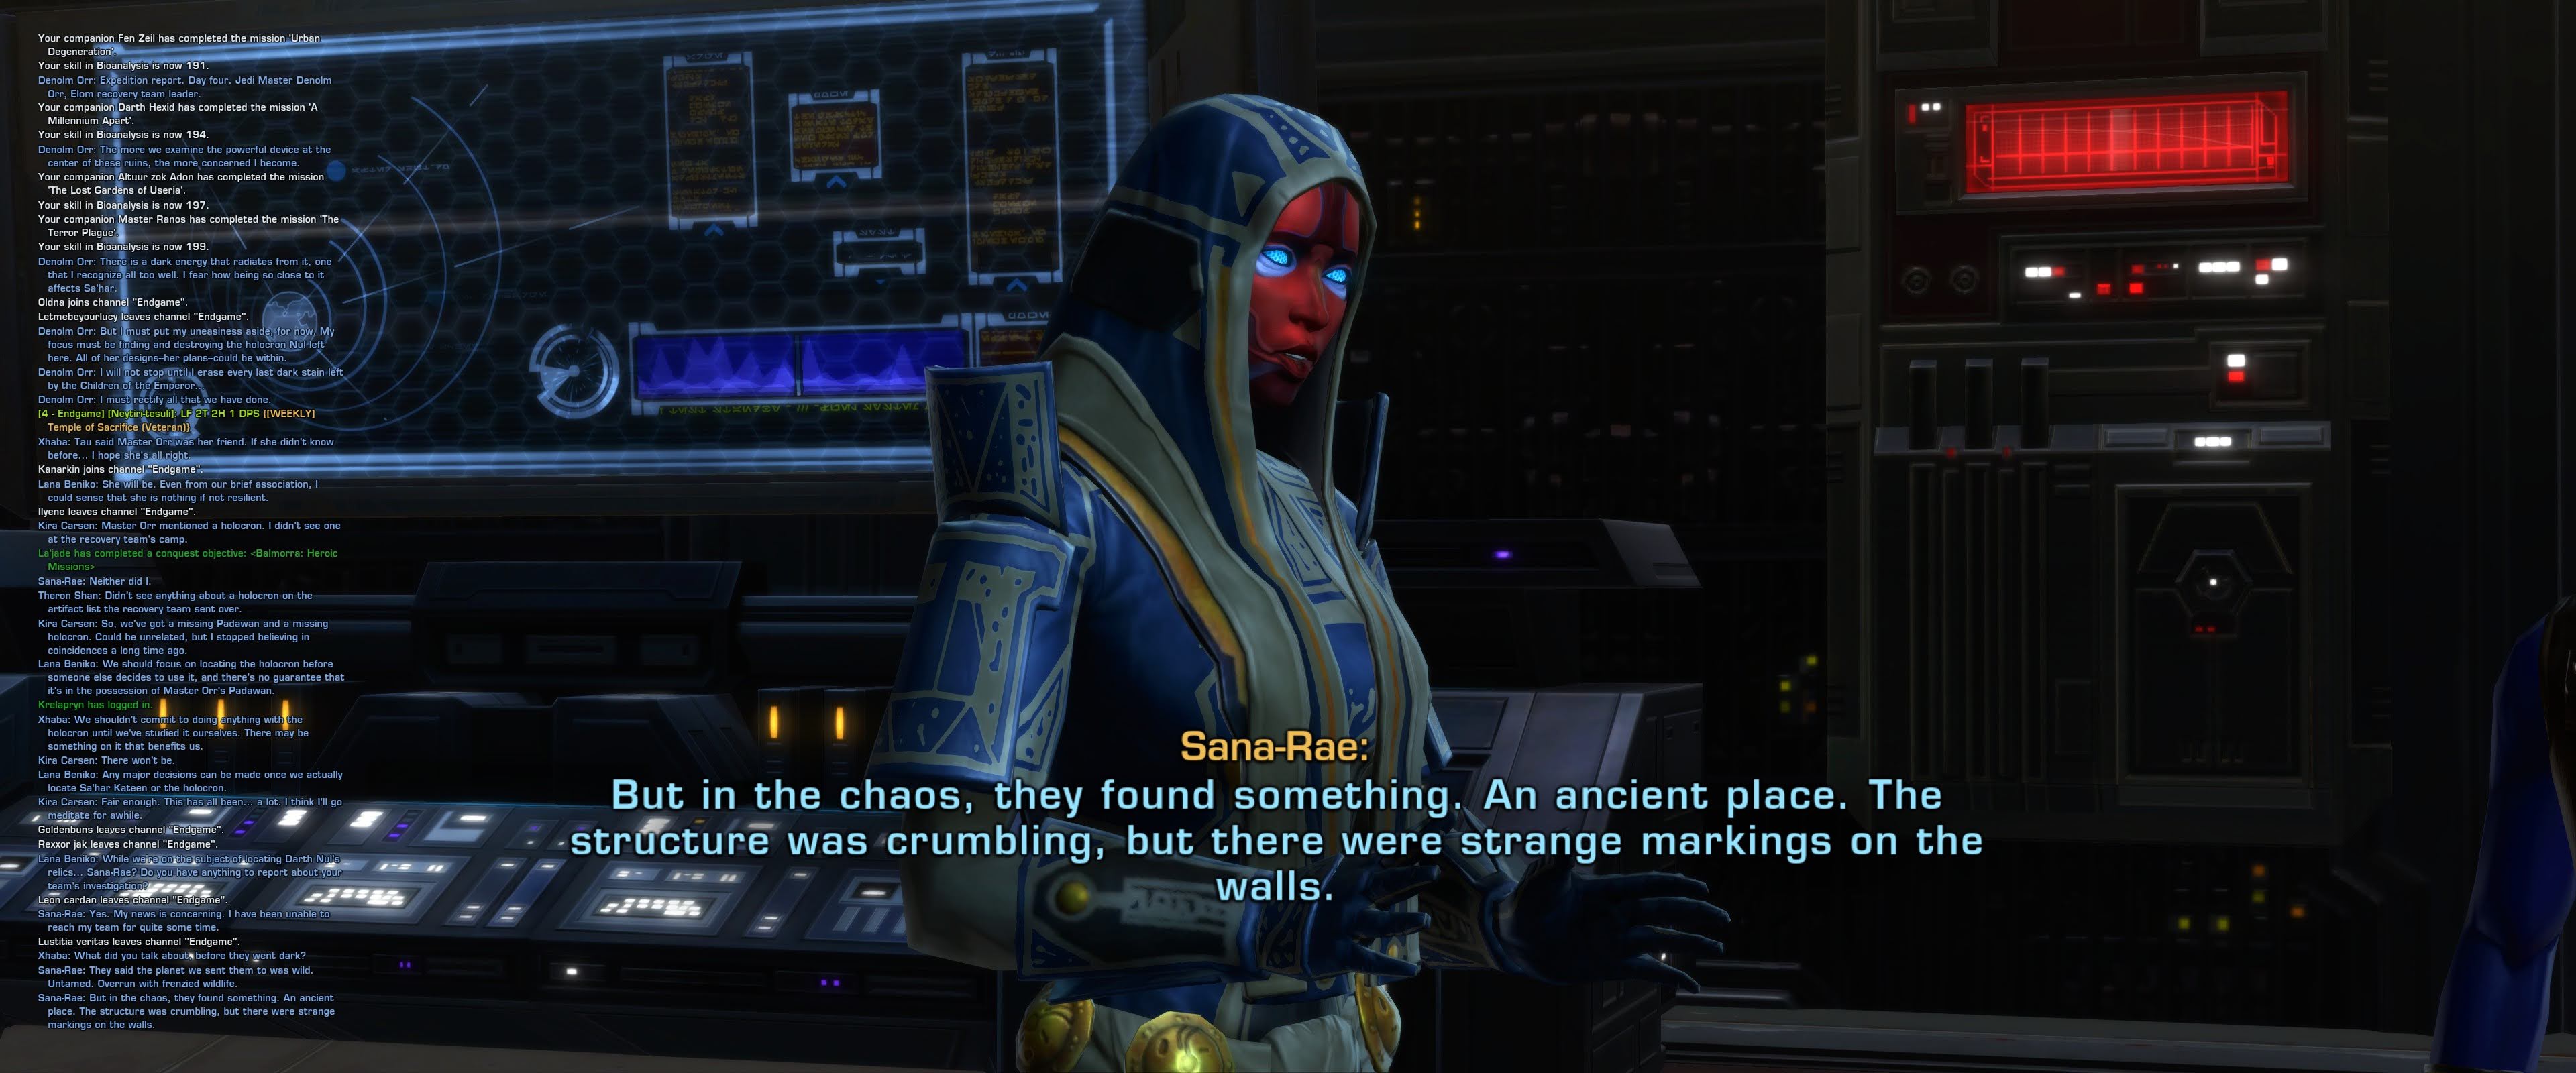 Your companion Fen Zeil has completed the mission 'Urban
Degeneration'.
Your skill in Bioanalysis is now 191.
Denolm Orr: Expedition report. Day four. Jedi Master Denolm
Orr, Elom recovery team leader.
Your companion Darth Hexid has completed the mission 'A
Millennium Apart'.
Your skill in Bioanalysis is now 194.
Denolm Orr: The more we examine the powerful device at the
center of these ruins, the more concerned I become.
Your companion Altuur zok Adon has completed the mission
'The Lost Gardens of Useria'.
Your skill in Bioanalysis is now 197.
Your companion Master Ranos has completed the mission 'The
Terror Plague'.
Your skill in Bioanalysis is now 199.
Denolm Orr: There is a dark energy that radiates from it, one
that I recognize all too well. I fear how being so close to it
affects Sa'har.
Oldna joins channel "Endgame".
Letmebeyourlucy leaves channel "Endgame".
Denolm Orr: But I must put my uneasiness aside, for now. My
focus must be finding and destroying the holocron Nul left
here. All of her designs—her plans—could be within.
Denolm Orr: I will not stop until I erase every last dark stain left
by the Children of the Emperor...
Denolm Orr: I must rectify all that we have done.
[4 - Endgame] [Neytiri-tesuli]: LF 2T 2H 1 DPS ([WEEKLY]
Temple of Sacrifice (Veteran)]
Xhaba: Tau said Master Orr was her friend. If she didn't know
before... I hope she's all right.
Kanarkin joins channel "Endgame".
Lana Beniko: She will be. Even from our brief association, I
could sense that she is nothing if not resilient.
Ilyene leaves channel "Endgame".
Kira Carsen: Master Orr mentioned a holocron. I didn't see one
at the recovery team's camp.
La'jade has completed a conquest objective: <Balmorra: Heroic
Missions>
Sana-Rae: Neither did I.
Theron Shan: Didn't see anything about a holocron on the
artifact list the recovery team sent over.
Kira Carsen: So, we've got a missing Padawan and a missing
holocron. Could be unrelated, but I stopped believing in
coincidences a long time ago.
Lana Beniko: We should focus on locating the holocron before
someone else decides to use it, and there's no guarantee that
it's in the possession of Master Orr's Padawan.
Krelapryn has logged in.
Xhaba: We shouldn't commit to doing anything with the
holocron until we've studied it ourselves. There may be
something on it that benefits us.
Kira Carsen: There won't be.
Lana Beniko: Any major decisions can be made once we actually
locate Sa'har Kateen or the holocron.
Kira Carsen: Fair enough. This has all been... a lot. I think I'll go
meditate for awhile.
Goldenbuns leaves channel "Endgame".
Rexxor jak leaves channel "Endgame".
Lana Beniko: While we're on the subject of locating Darth Nul's
relics... Sana-Rae? Do you have anything to report about your
team's investigation?
Leon cardan leaves channel "Endgame".
Sana-Rae: Yes. My news is concerning. I have been unable to
reach my team for quite some time.
Lustitia veritas leaves channel "Endgame".
Xhaba: What did you talk about before they went dark?
Sana-Rae: They said the planet we sent them to was wild.
Untamed. Overrun with frenzied wildlife.
Sana-Rae: But in the chaos, they found something. An ancient
place. The structure was crumbling, but there were strange
markings on the walls.
Sana-Rae:
But in the chaos, they found something. An ancient place. The
structure was crumbling, but there were strange markings on the
walls.